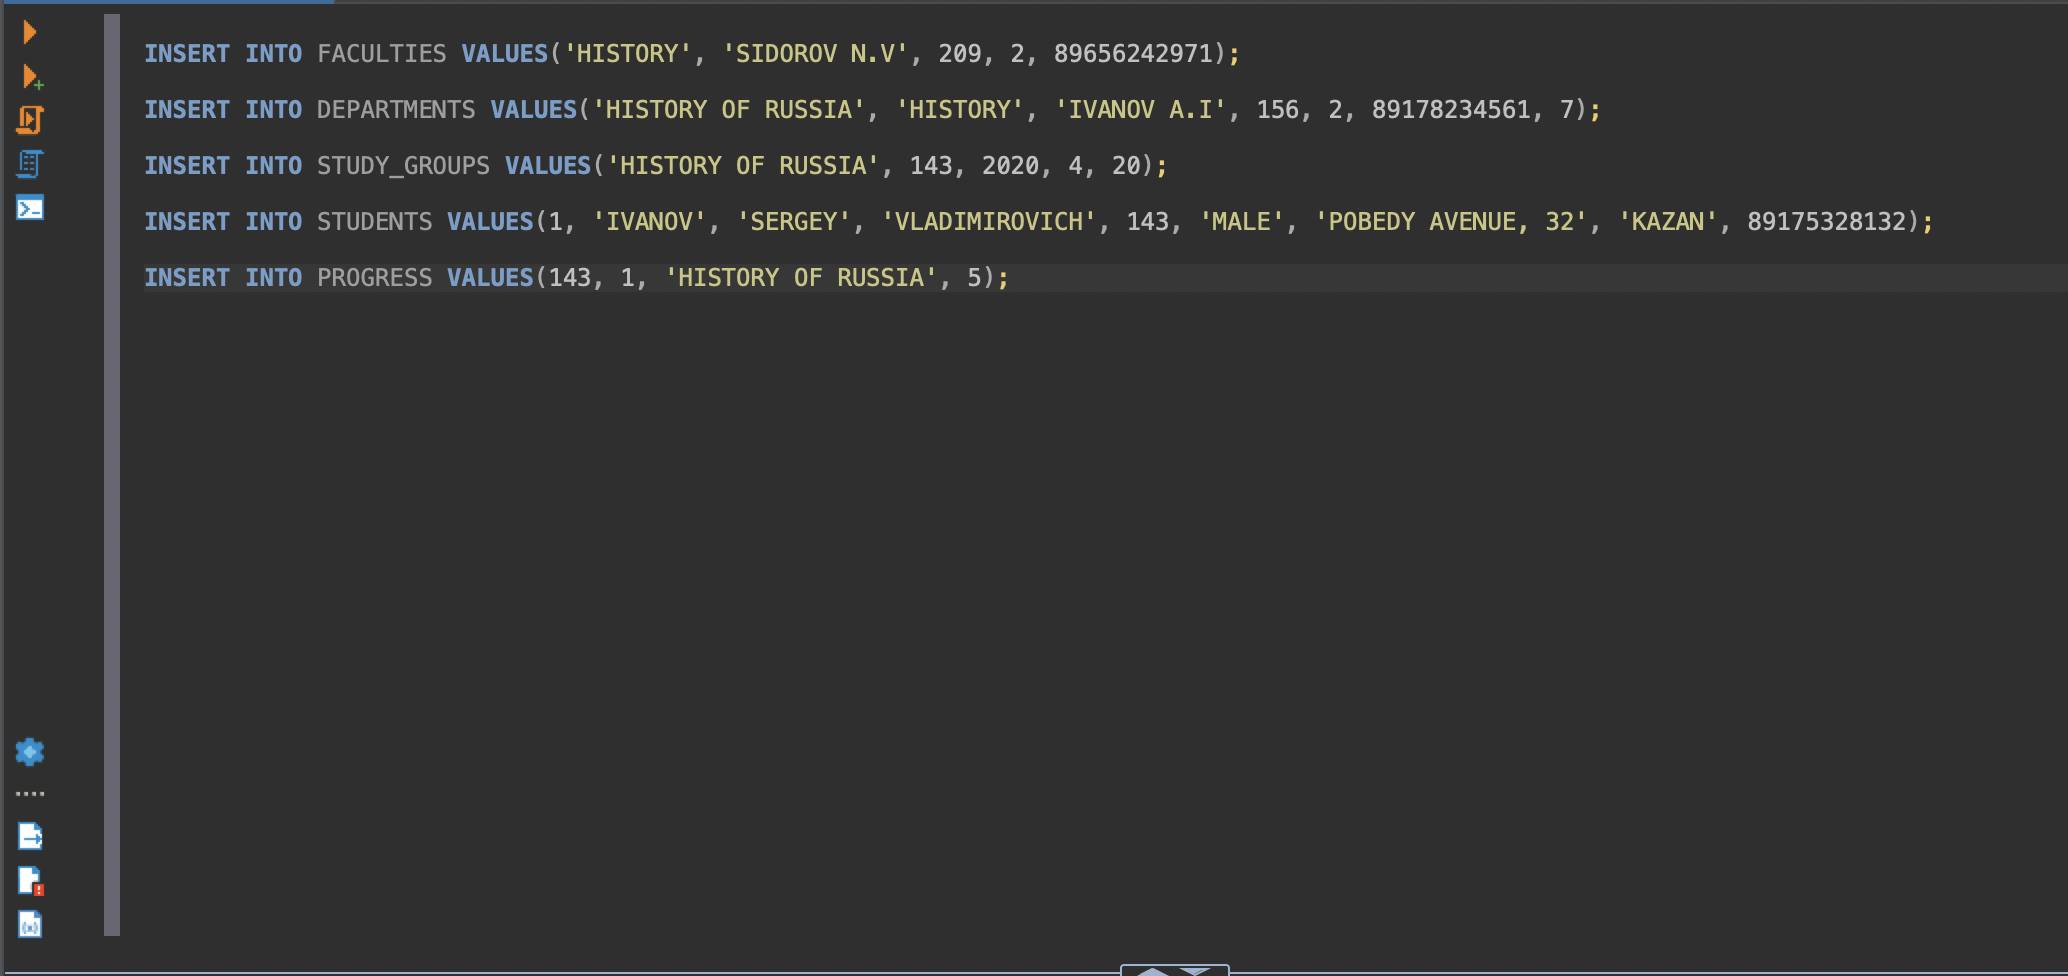 INSERT INTO FACULTIES VALUES('HISTORY', 'SIDOROV N.V', 209, 2, 89656242971);
INSERT INTO DEPARTMENTS VALUES('HISTORY OF RUSSIA', 'HISTORY', 'IVANOV A.I', 156, 2, 89178234561, 7);
INSERT INTO STUDY_GROUPS VALUES('HISTORY OF RUSSIA', 143, 2020, 4, 20);
INSERT INTO STUDENTS VALUES(1, 'IVANOV', 'SERGEY', 'VLADIMIROVICH', 143, 'MALE', 'POBEDY AVENUE, 32', 'KAZAN', 89175328132);
INSERT INTO PROGRESS VALUES(143, 1, 'HISTORY OF RUSSIA', 5);